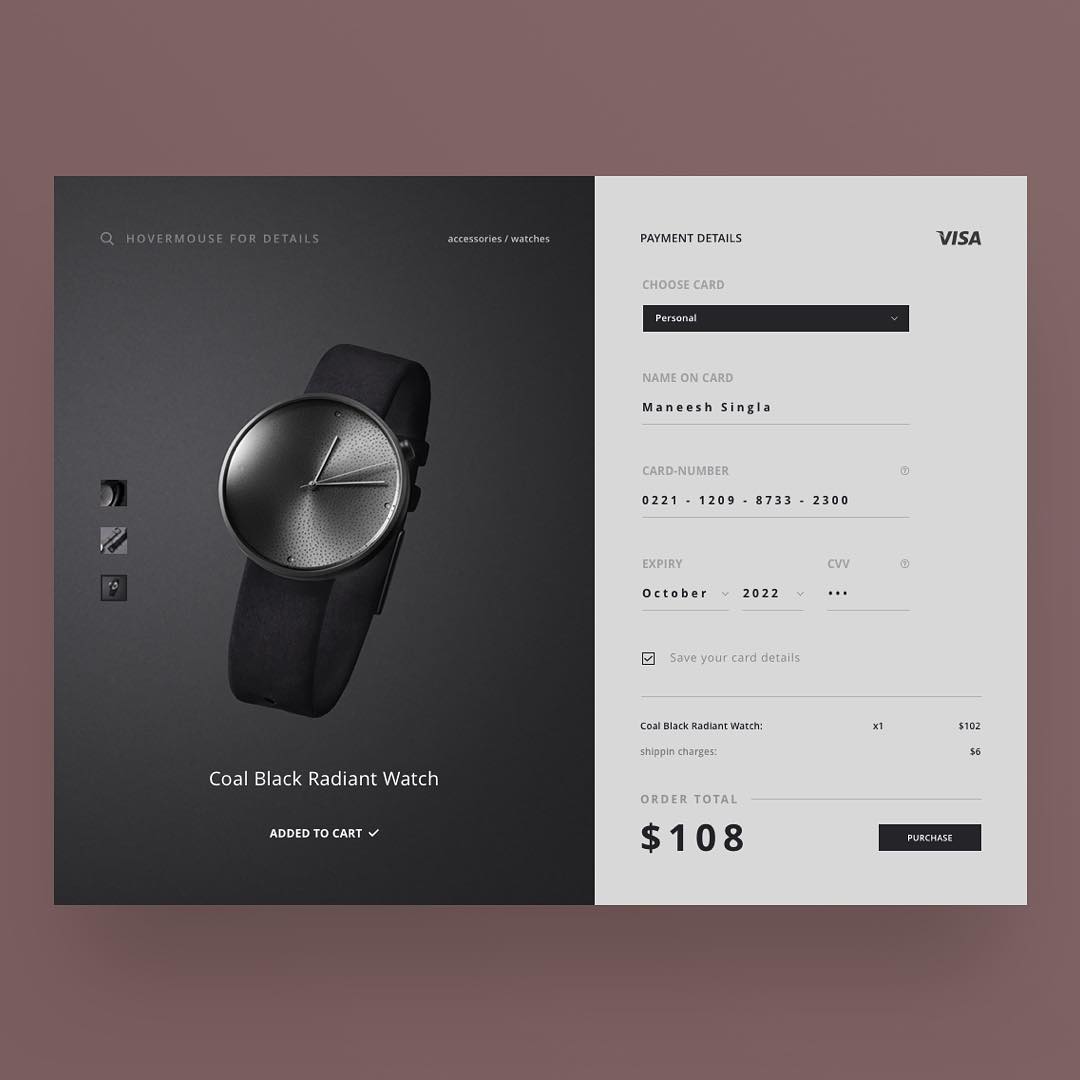 HOVERMOUSE FOR DETAILS
accessories / watches
Coal Black Radiant Watch
ADDED TO CART
PAYMENT DETAILS
VISA
CHOOSE CARD
Personal
NAME ON CARD
Maneesh Singla
CARD-NUMBER
0221 - 1209 - 8733 - 2300
EXPIRY
CVV
October
2022
•••
Save your card details
Coal Black Radiant Watch: x1 $102
shippin charges: $6
ORDER TOTAL
$108
PURCHASE